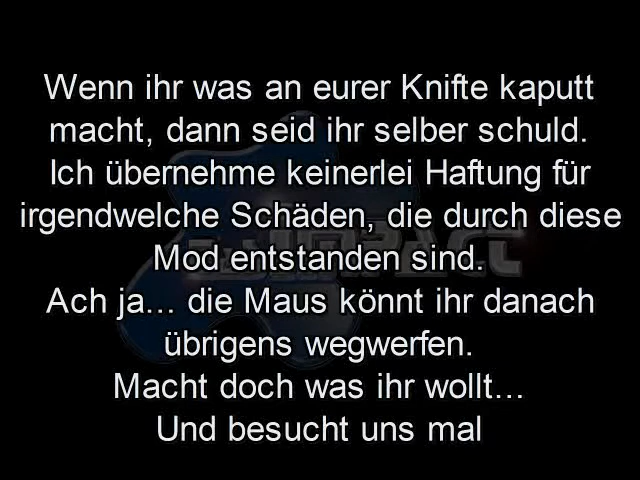 Wenn ihr was an eurer Knifte kaputt
macht, dann seid ihr selber schuld.
Ich übernehme keinerlei Haftung für
irgendwelche Schäden, die durch diese
Mod entstanden sind.
Ach ja... die Maus könnt ihr danach
übrigens wegwerfen.
Macht doch was ihr wollt...
Und besucht uns mal